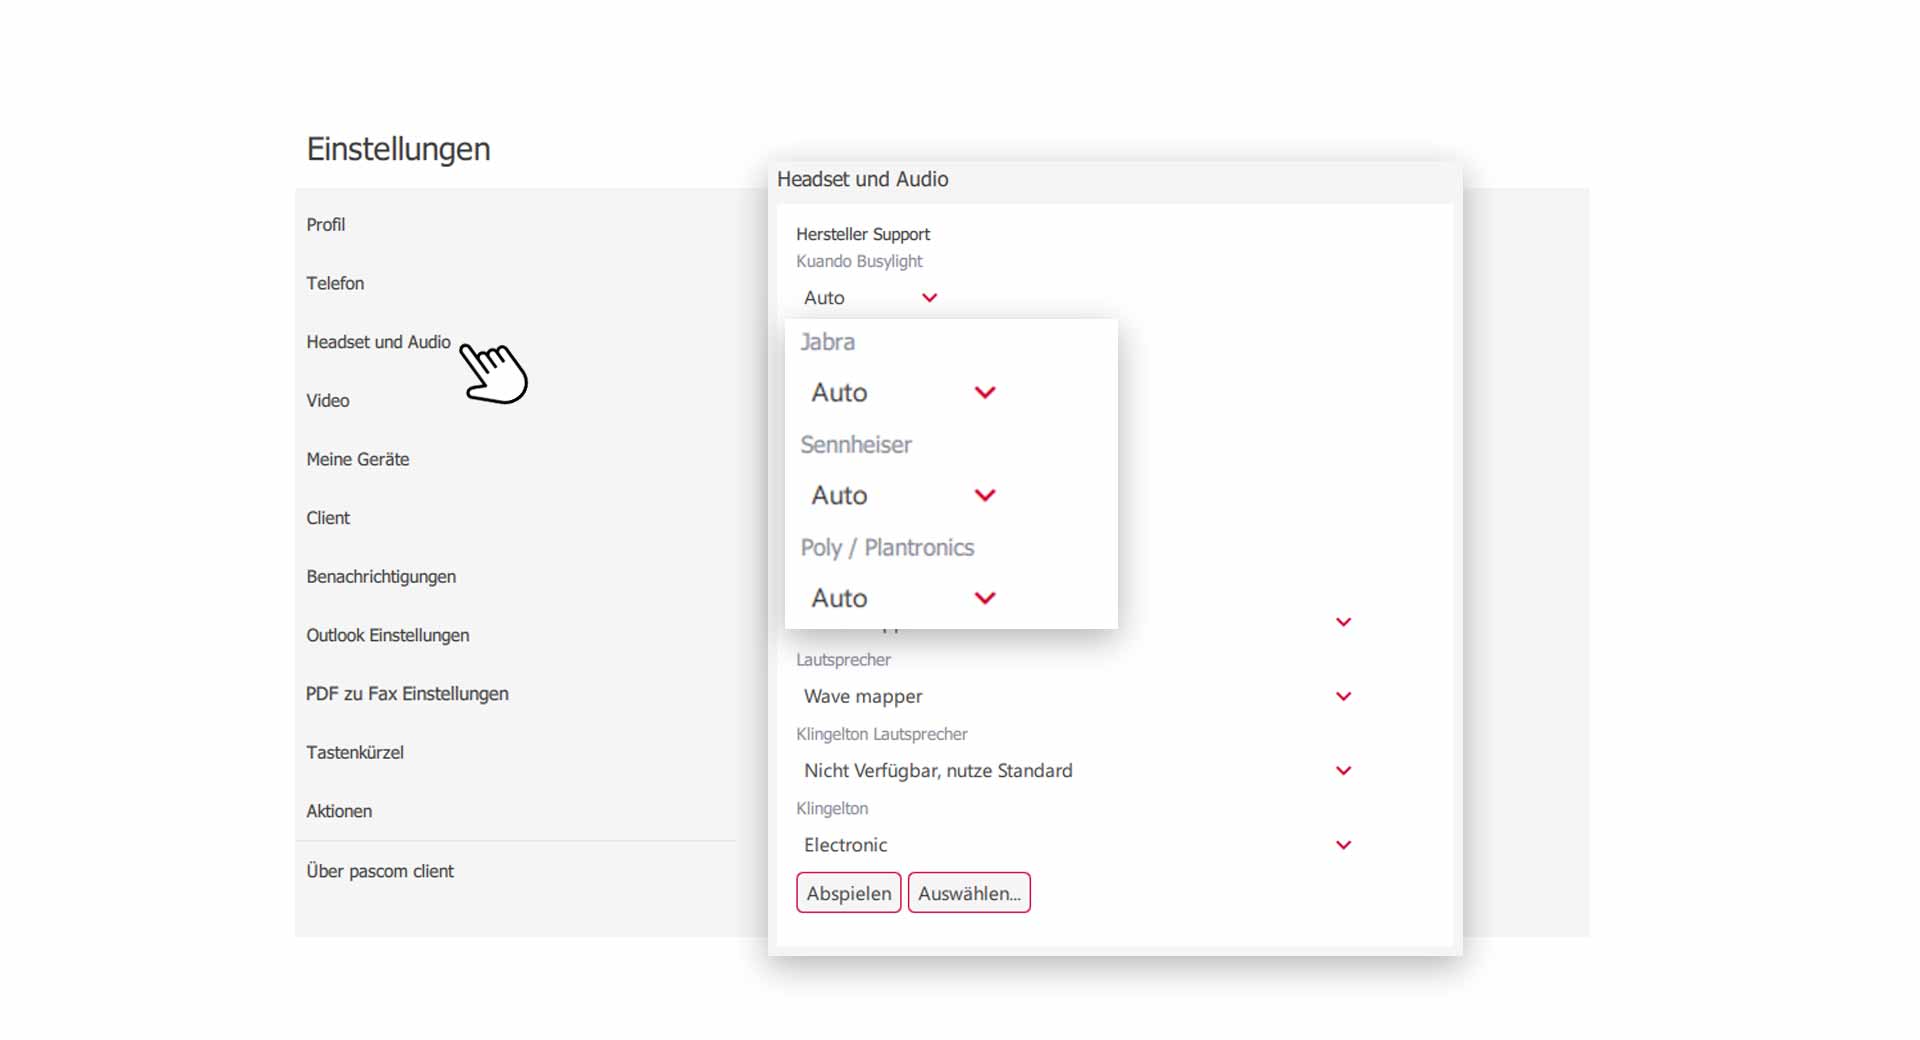 Einstellungen
Profil
Telefon
Headset und Audio
Video
Meine Geräte
Client
Benachrichtigungen
Outlook Einstellungen
PDF zu Fax Einstellungen
Tastenkürzel
Aktionen
Über pascom client
Headset und Audio
Hersteller Support
Kuando Busylight
Auto
Jabra
Auto
Sennheiser
Auto
Poly / Plantronics
Auto
Lautsprecher
Wave mapper
Klingelton Lautsprecher
Nicht Verfügbar, nutze Standard
Klingelton
Electronic
Abspielen
Auswählen...